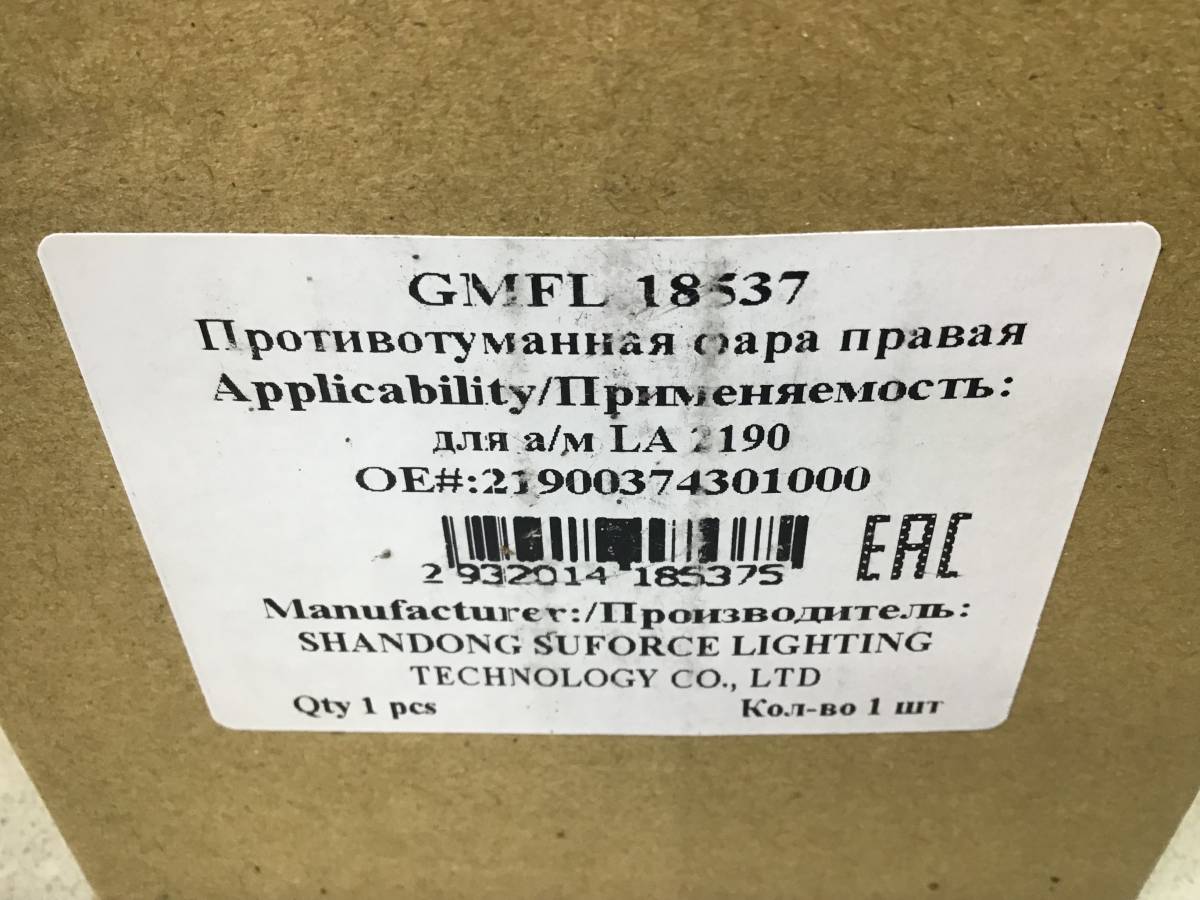 GMFL 18537
Противотуманная фара правая
Applicability/Применяемость:
для а/м LA 2190
OE#:21900374301000
2 932014 185375
EAC
Manufacturer:/Производитель:
SHANDONG SUFORCE LIGHTING
TECHNOLOGY CO., LTD
Qty 1 pcs Кол-во 1 шт